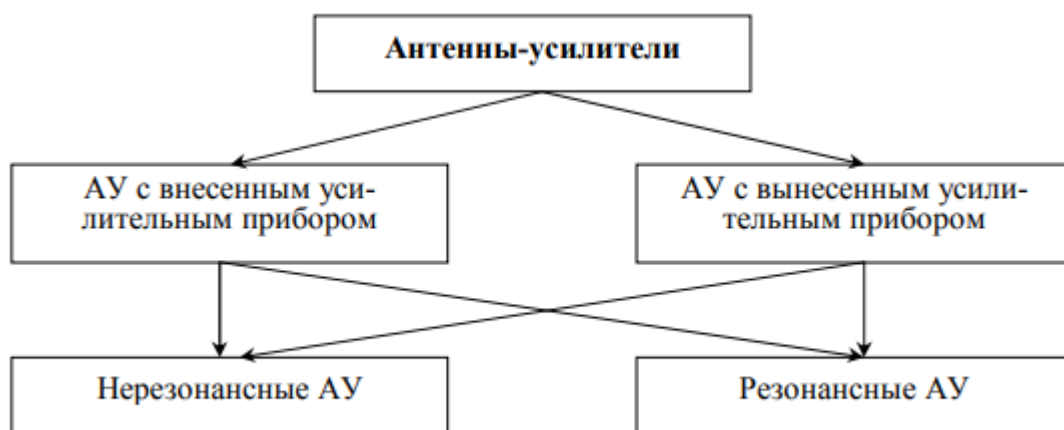 Антенны-усилители
АУ с внесенным уси-
лительным прибором
АУ с вынесенным усили-
тельным прибором
Нерезонансные АУ
Резонансные АУ